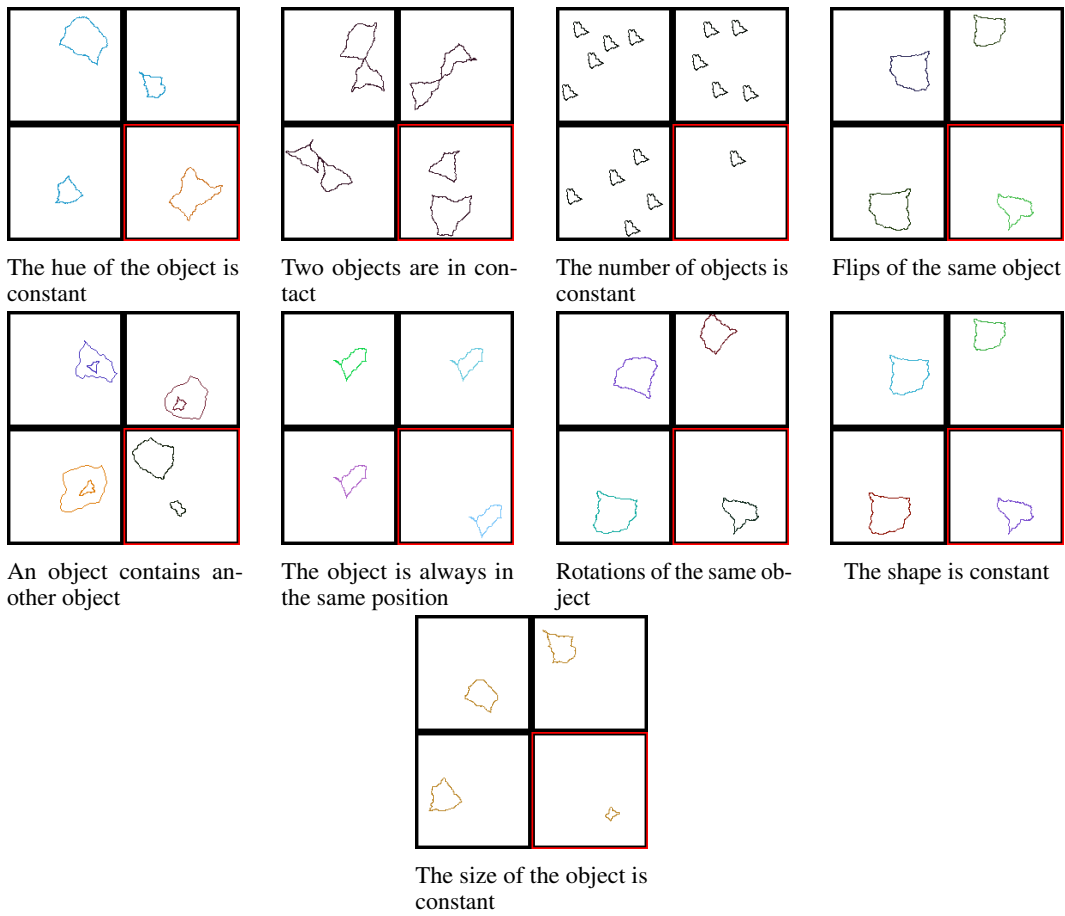 The hue of the object is
constant
Two objects are in con-
tact
The number of objects is
constant
Flips of the same object
An object contains an-
other object
The object is always in
the same position
Rotations of the same ob-
ject
The shape is constant
The size of the object is
constant